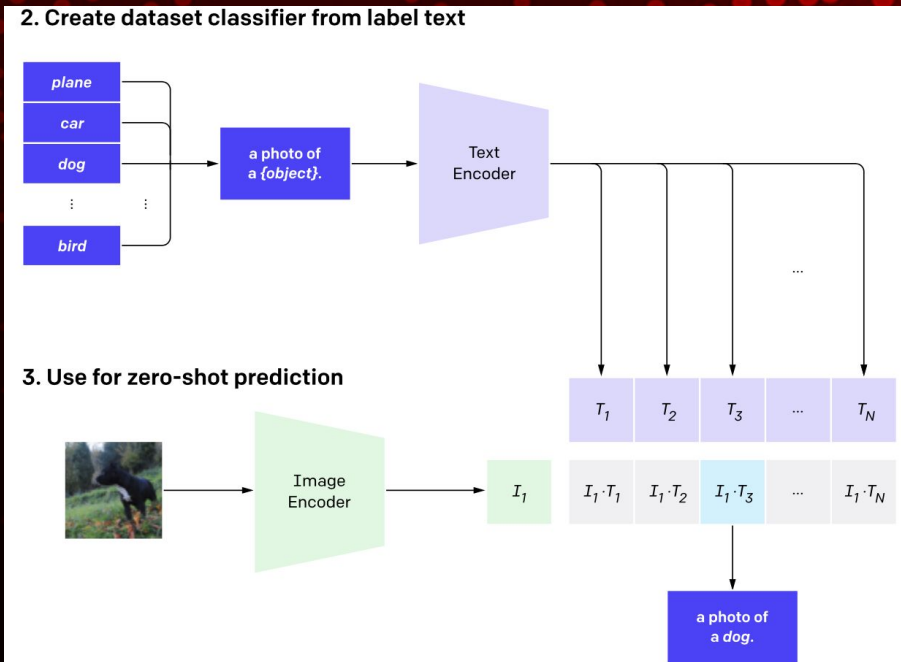 2. Create dataset classifier from label text
plane
car
dog
⋮ ⋮
bird
a photo of
a {object}.
Text
Encoder
...
3. Use for zero-shot prediction
T₁ T₂ T₃ ... T_N
Image
Encoder
I₁
I₁·T₁ I₁·T₂ I₁·T₃ ... I₁·T_N
a photo of
a dog.